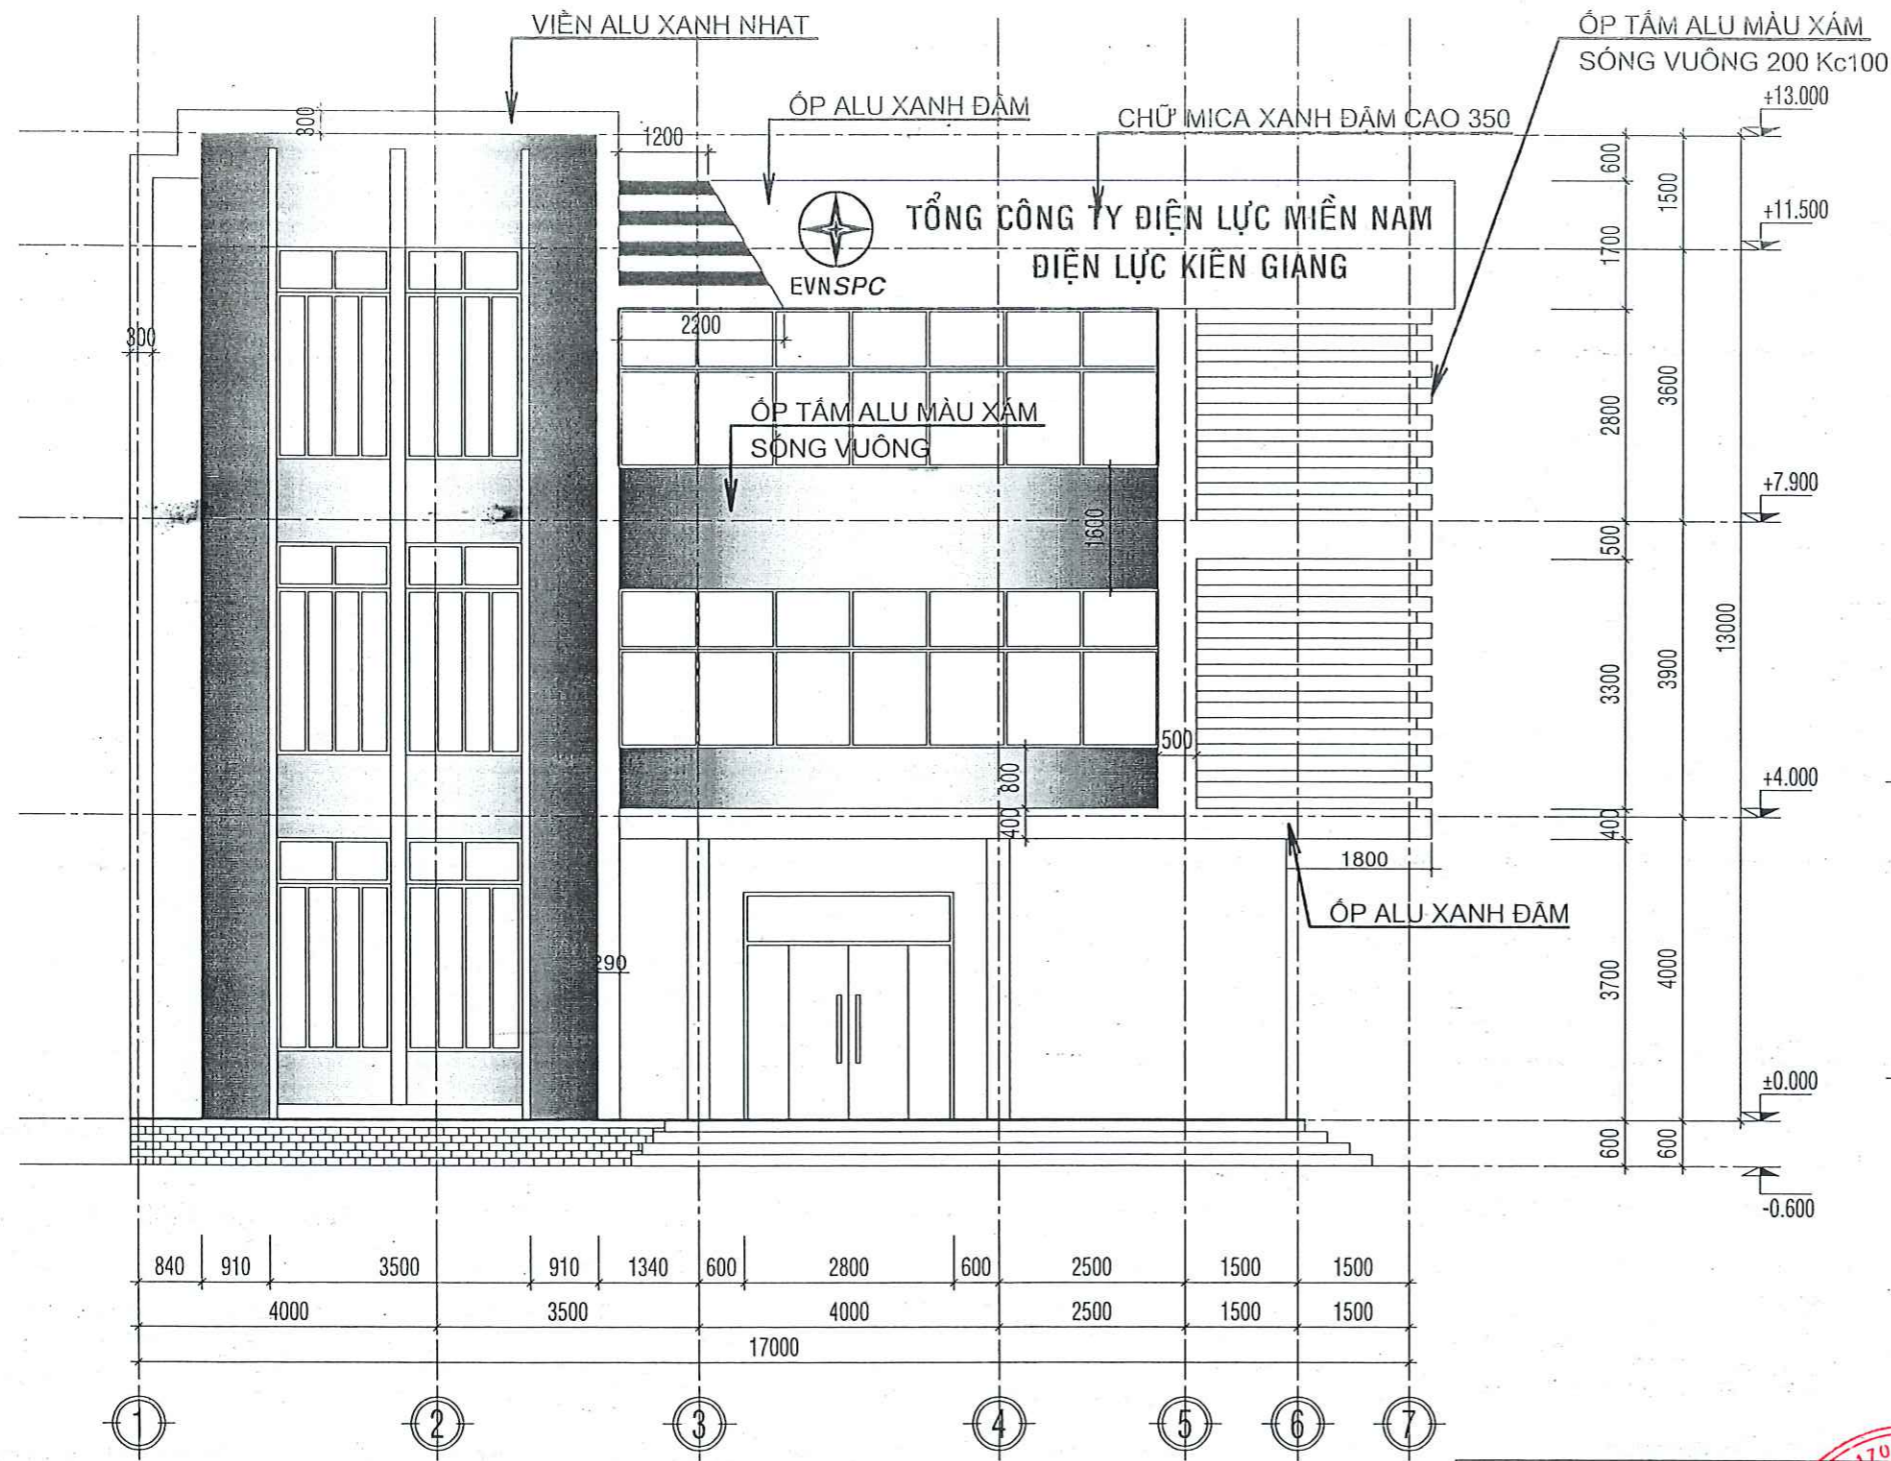 VIỀN ALU XANH NHẠT
ỐP TẤM ALU MÀU XÁM
SÓNG VUÔNG 200 Kc100
ỐP ALU XANH ĐẬM
CHỮ MICA XANH ĐẬM CAO 350
+13.000
300
1200
600
1500
TỔNG CÔNG TY ĐIỆN LỰC MIỀN NAM
+11.500
1700
ĐIỆN LỰC KIÊN GIANG
EVNSPC
300
2200
ỐP TẤM ALU MÀU XÁM
SÓNG VUÔNG
2800
3600
+7.900
1600
500
13000
3300
3900
500
800
+4.000
400
400
1800
ỐP ALU XANH ĐẬM
290
3700
4000
±0.000
600
600
-0.600
840 910 3500 910 1340 600 2800 600 2500 1500 1500
4000 3500 4000 2500 1500 1500
17000
1 2 3 4 5 6 7